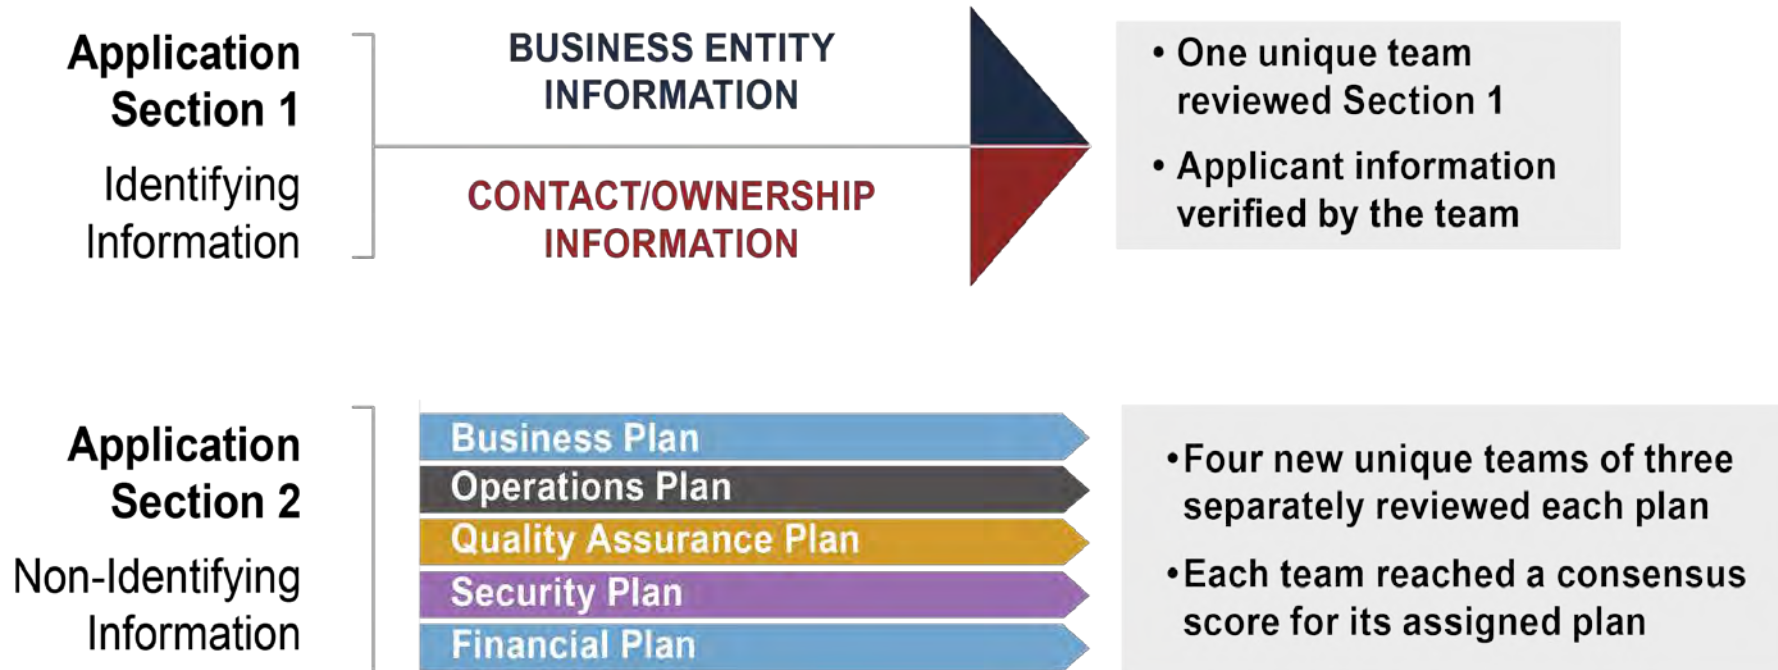 Application
Section 1
Identifying
Information
BUSINESS ENTITY
INFORMATION
CONTACT/OWNERSHIP
INFORMATION
• One unique team
reviewed Section 1
• Applicant information
verified by the team
Application
Section 2
Non-Identifying
Information
Business Plan
Operations Plan
Quality Assurance Plan
Security Plan
Financial Plan
•Four new unique teams of three
separately reviewed each plan
•Each team reached a consensus
score for its assigned plan